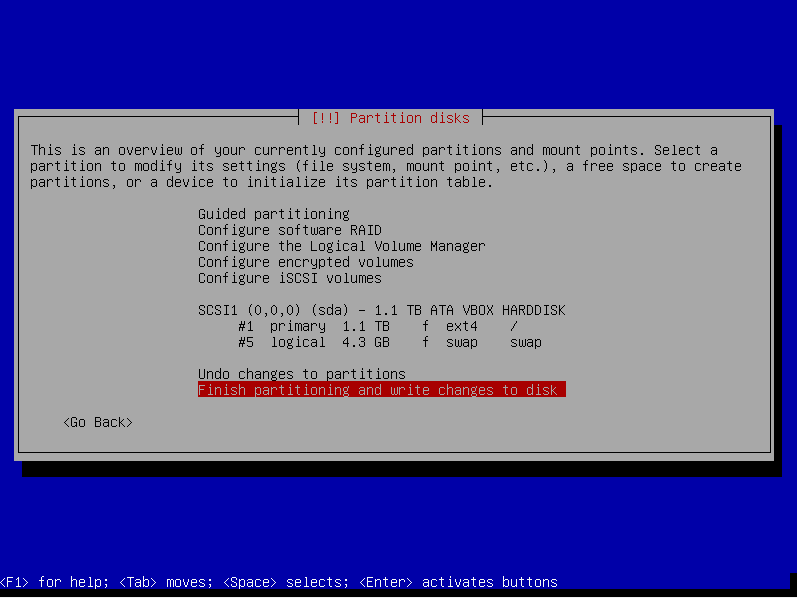 [!!] Partition disks
This is an overview of your currently configured partitions and mount points. Select a
partition to modify its settings (file system, mount point, etc.), a free space to create
partitions, or a device to initialize its partition table.
Guided partitioning
Configure software RAID
Configure the Logical Volume Manager
Configure encrypted volumes
Configure iSCSI volumes
SCSI1 (0,0,0) (sda) - 1.1 TB ATA VBOX HARDDISK
#1 primary 1.1 TB f ext4 /
#5 logical 4.3 GB f swap swap
Undo changes to partitions
Finish partitioning and write changes to disk
<Go Back>
<F1> for help; <Tab> moves; <Space> selects; <Enter> activates buttons